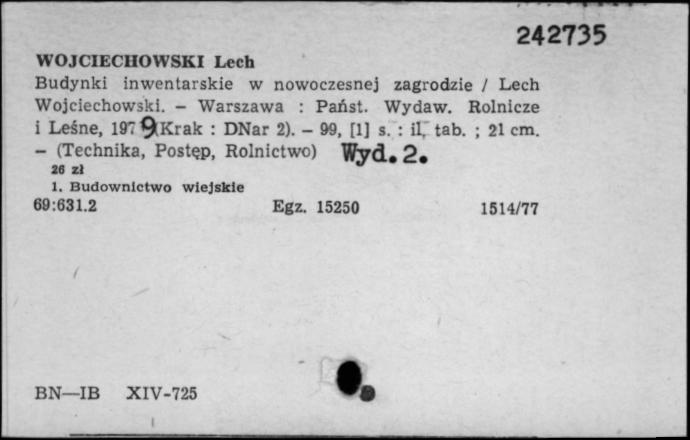 242735
WOJCIECHOWSKI Lech
Budynki inwentarskie w nowoczesnej zagrodzie / Lech
Wojciechowski. – Warszawa : Państ. Wydaw. Rolnicze
i Leśne, 1979 (Krak : DNar 2). – 99, [1] s. : il, tab. ; 21 cm.
– (Technika, Postęp, Rolnictwo) Wyd. 2.
26 zł
1. Budownictwo wiejskie
69:631.2 Egz. 15250 1514/77
BN—IB XIV-725